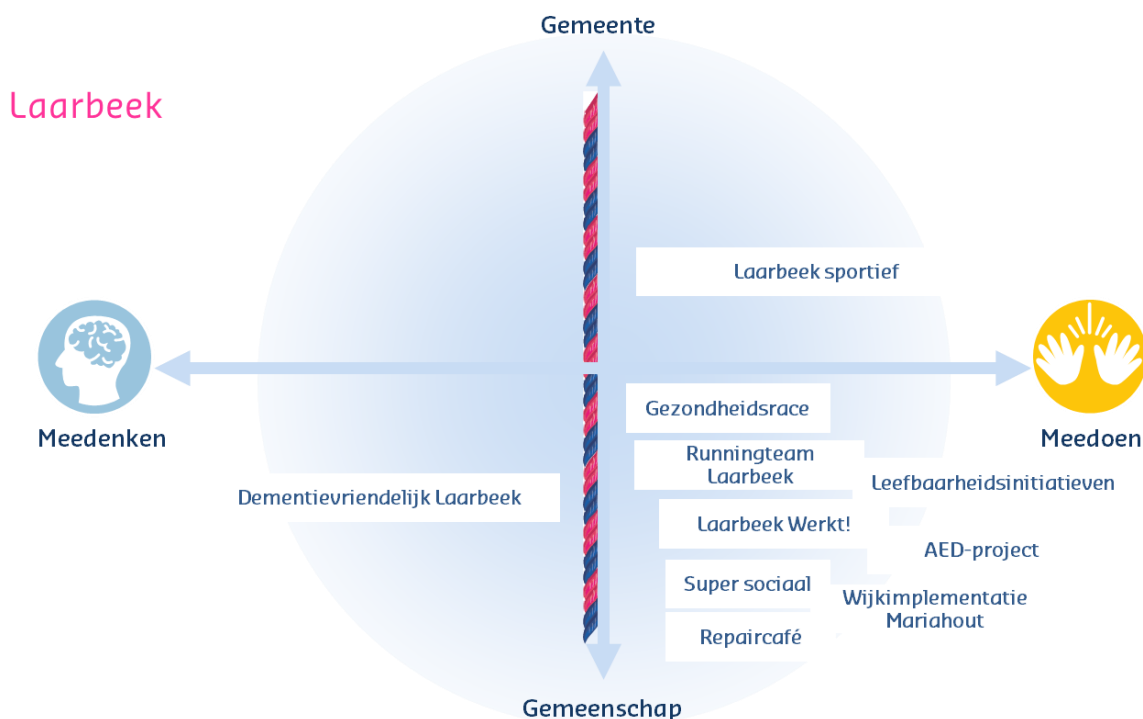 Gemeente
Laarbeek
Laarbeek sportief
Gezondheidsrace
Meedenken
Meedoen
Runningteam
Laarbeek
Leefbaarheidsinitiatieven
Dementievriendelijk Laarbeek
Laarbeek Werkt!
AED-project
Super sociaal
Wijkimplementatie
Mariahout
Repaircafé
Gemeenschap